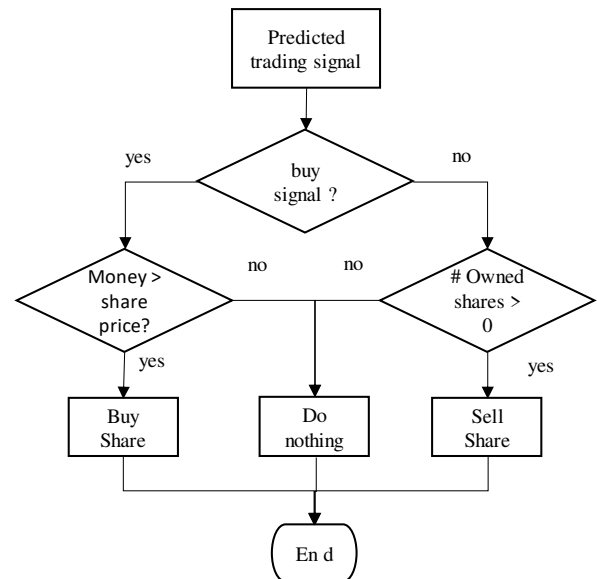 Predicted
trading signal
yes
no
buy
signal ?
Money >
share
price?
no
no
# Owned
shares >
0
yes
yes
Buy
Share
Do
nothing
Sell
Share
En d